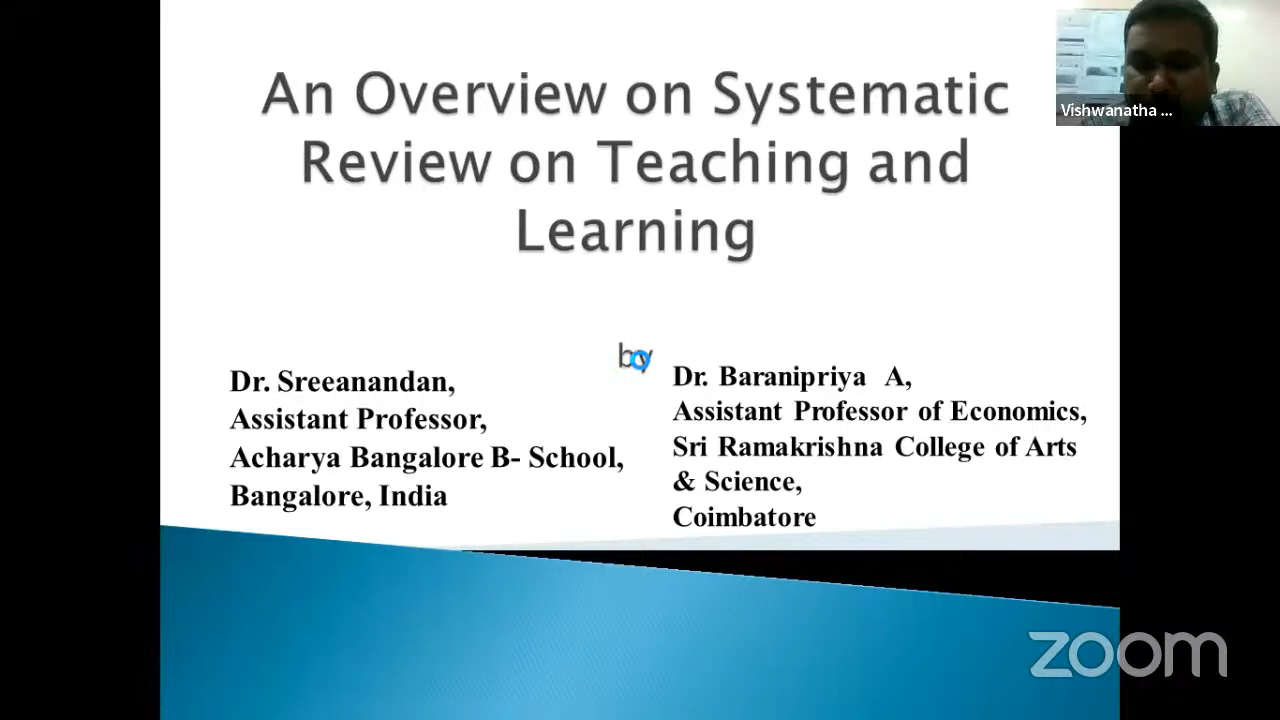 An Overview on Systematic
Review on Teaching and
Learning
Vishwanatha ...
by
Dr. Sreeanandan,
Assistant Professor,
Acharya Bangalore B- School,
Bangalore, India
Dr. Baranipriya A,
Assistant Professor of Economics,
Sri Ramakrishna College of Arts
& Science,
Coimbatore
zoom